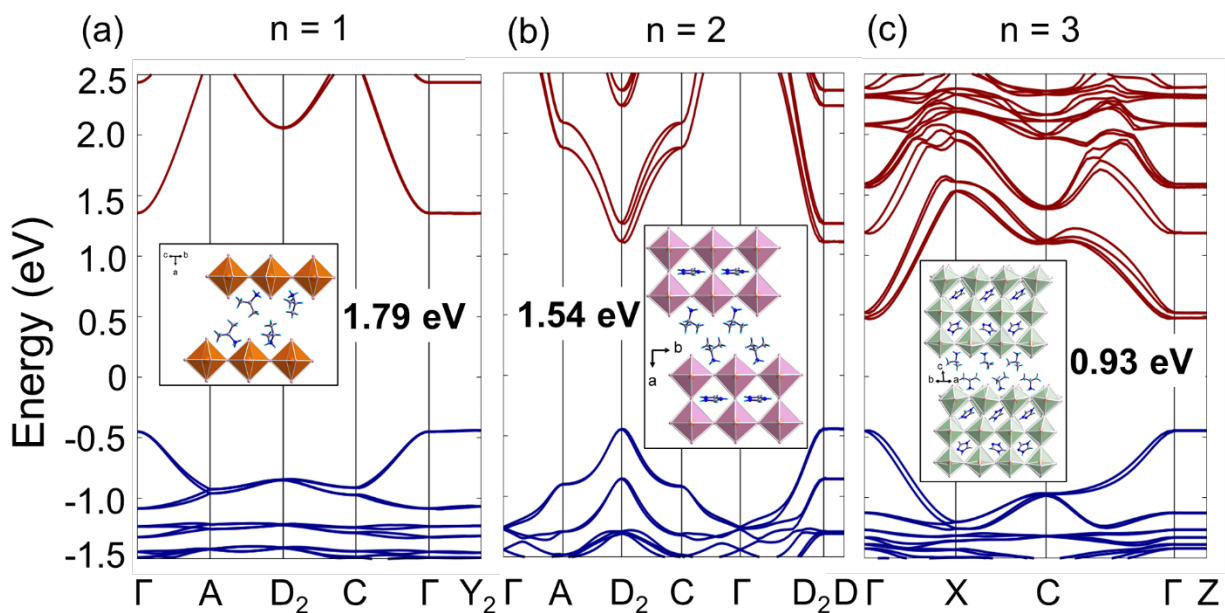 (a) n = 1
(b) n = 2
(c) n = 3
Energy (eV)
2.5
2.0
1.5
1.0
0.5
0
-0.5
-1.0
-1.5
c b
a
1.79 eV
1.54 eV
b
a
0.93 eV
c
b a
Γ A D₂ C Γ Y₂
Γ A D₂ C Γ D₂ D
Γ X C Γ Z